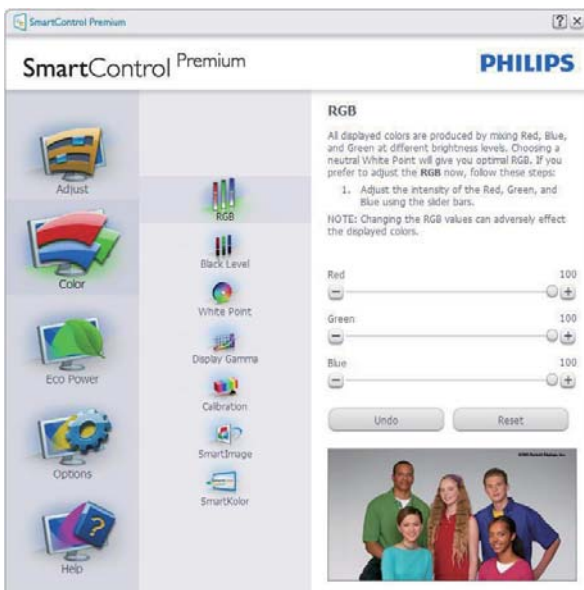 SmartControl Premium
SmartControl Premium
PHILIPS
Adjust
Color
Eco Power
Options
Help
RGB
Black Level
White Point
Display Gamma
Calibration
SmartImage
SmartKolor
RGB
All displayed colors are produced by mixing Red, Blue,
and Green at different brightness levels. Choosing a
neutral White Point will give you optimal RGB. If you
prefer to adjust the RGB now, follow these steps:
1. Adjust the intensity of the Red, Green, and
Blue using the slider bars.
NOTE: Changing the RGB values can adversely effect
the displayed colors.
Red 100
Green 100
Blue 100
Undo Reset